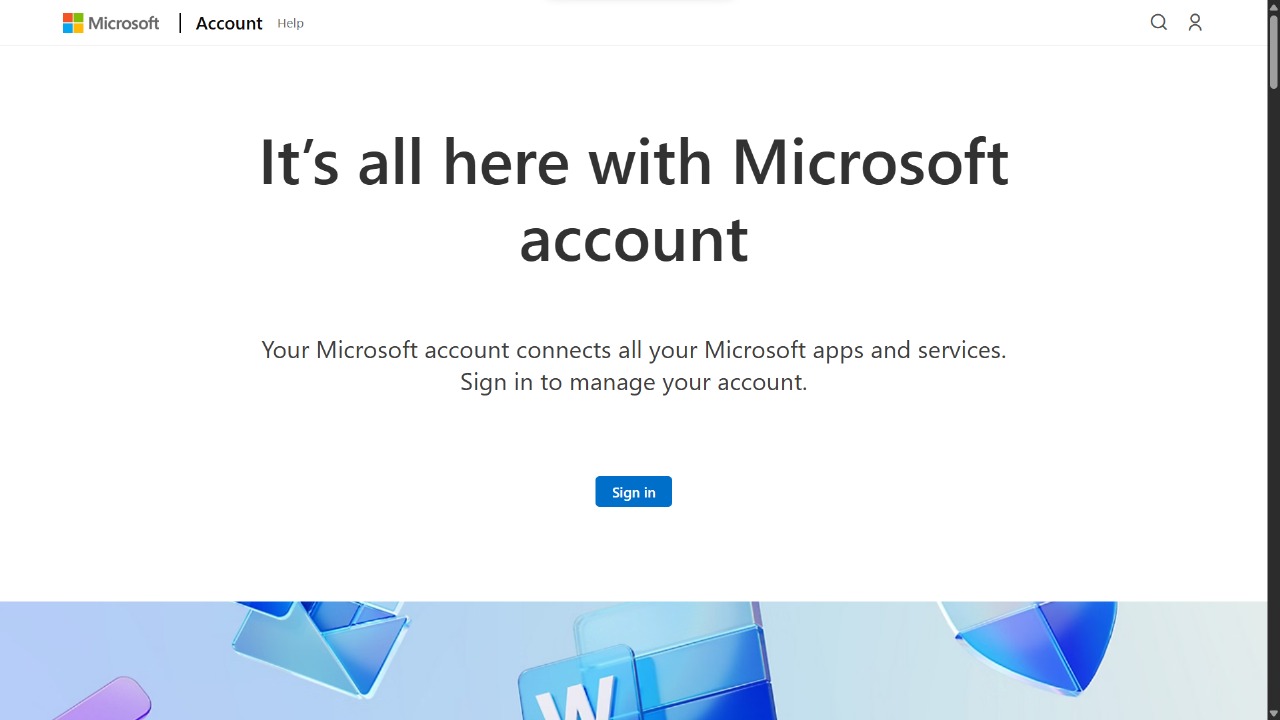 Microsoft
Account
Help
It’s all here with Microsoft
account
Your Microsoft account connects all your Microsoft apps and services.
Sign in to manage your account.
Sign in
W